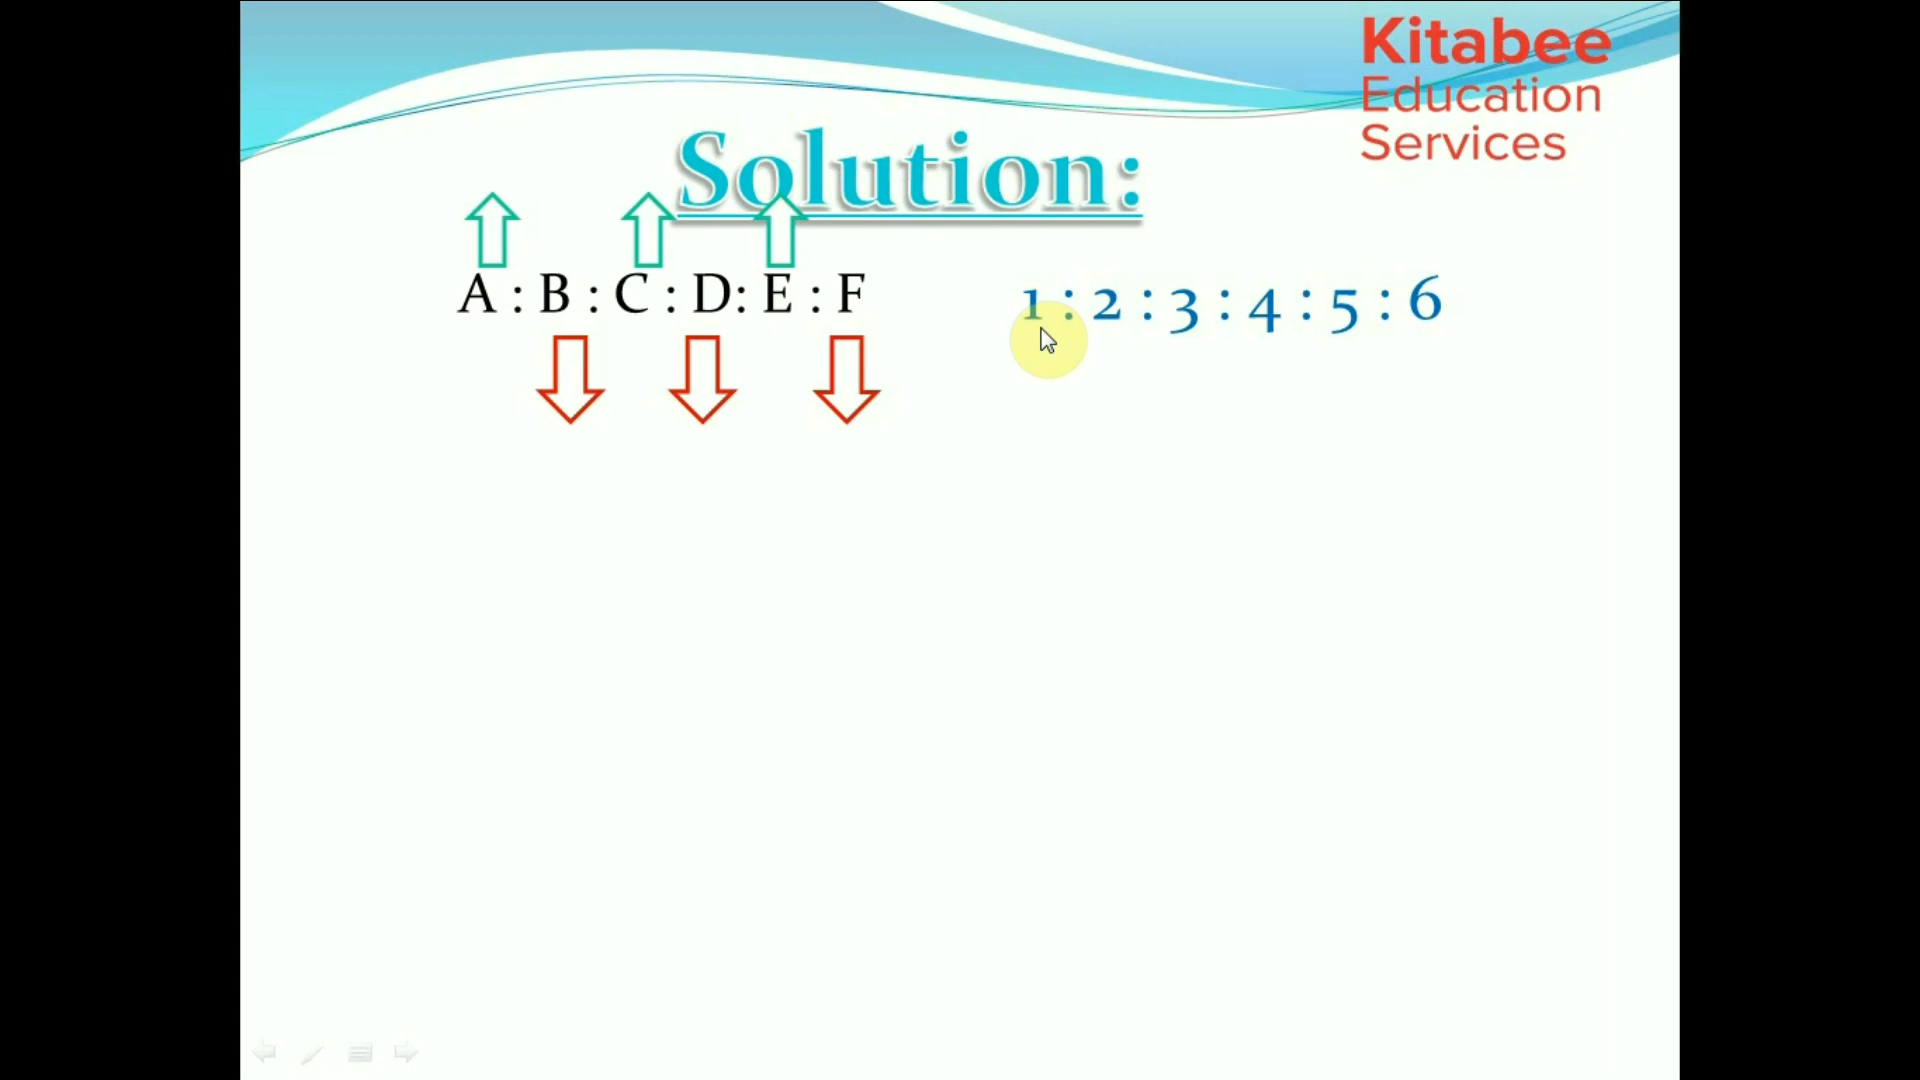 Kitabee
Education
Services
Solution:
A : B : C : D: E : F
1 : 2 : 3 : 4 : 5 : 6